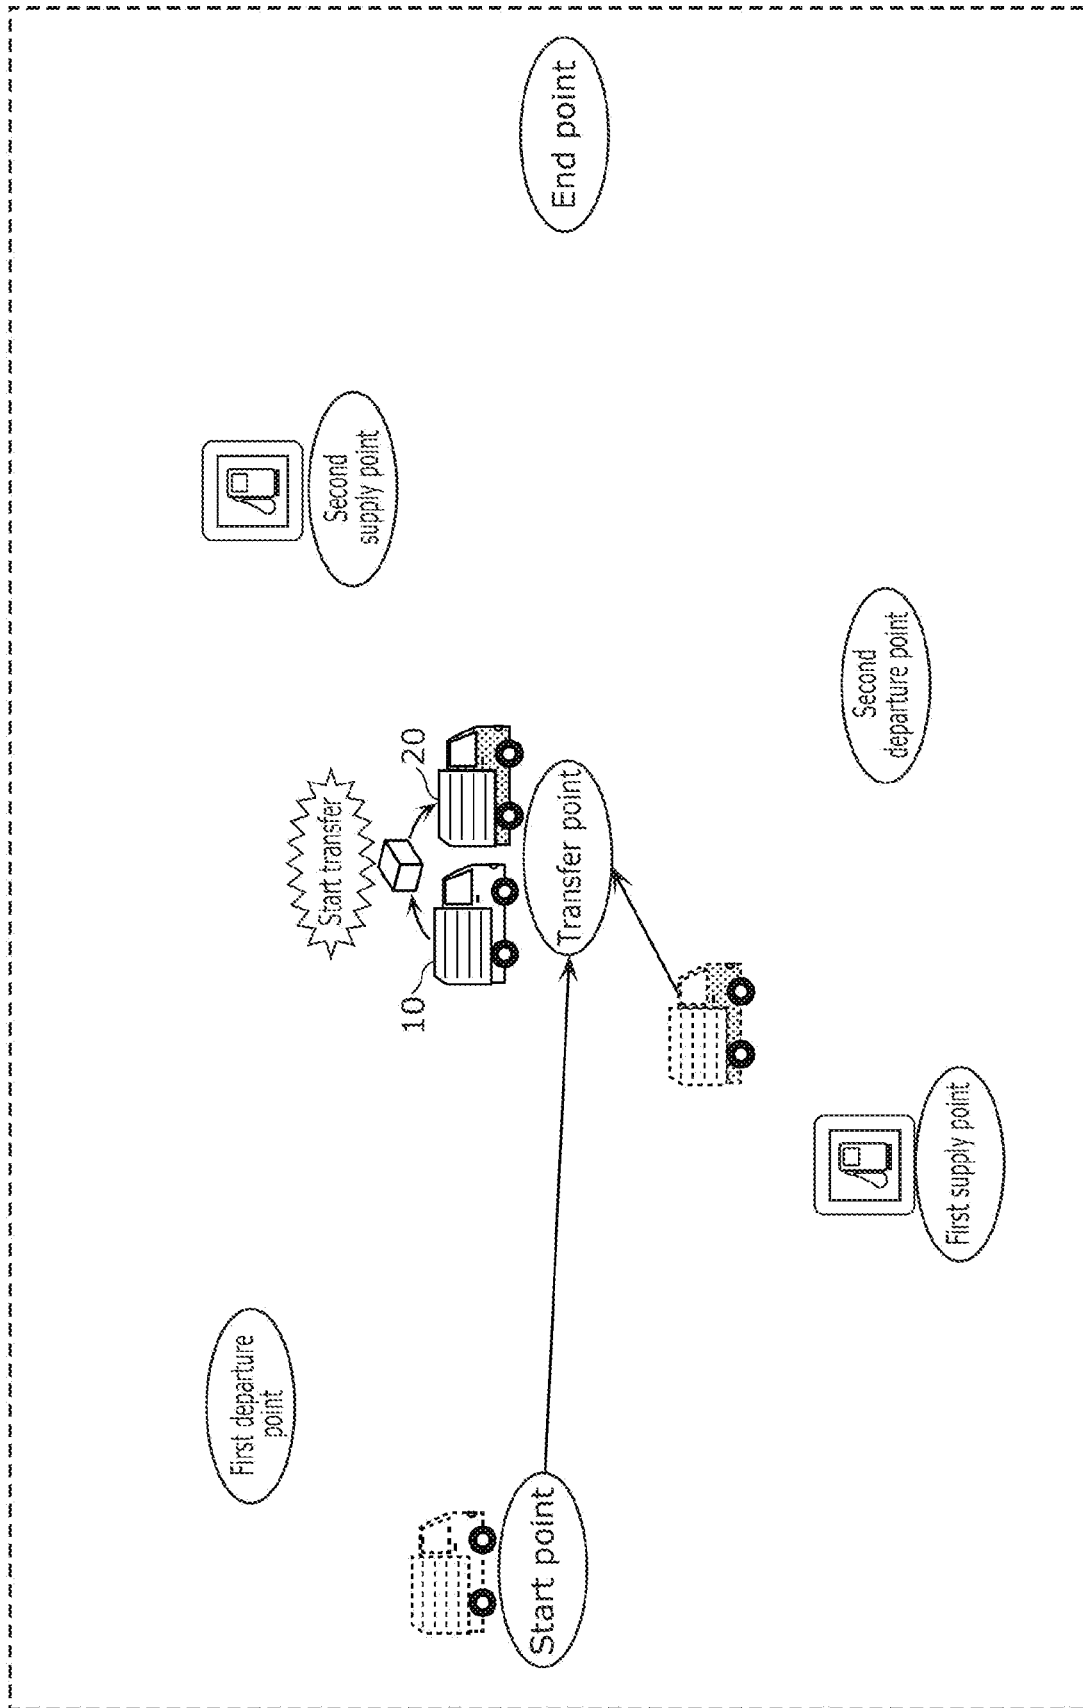 First departure
point
Start point
10
Start transfer
20
Transfer point
Second
supply point
End point
First supply point
Second
departure point